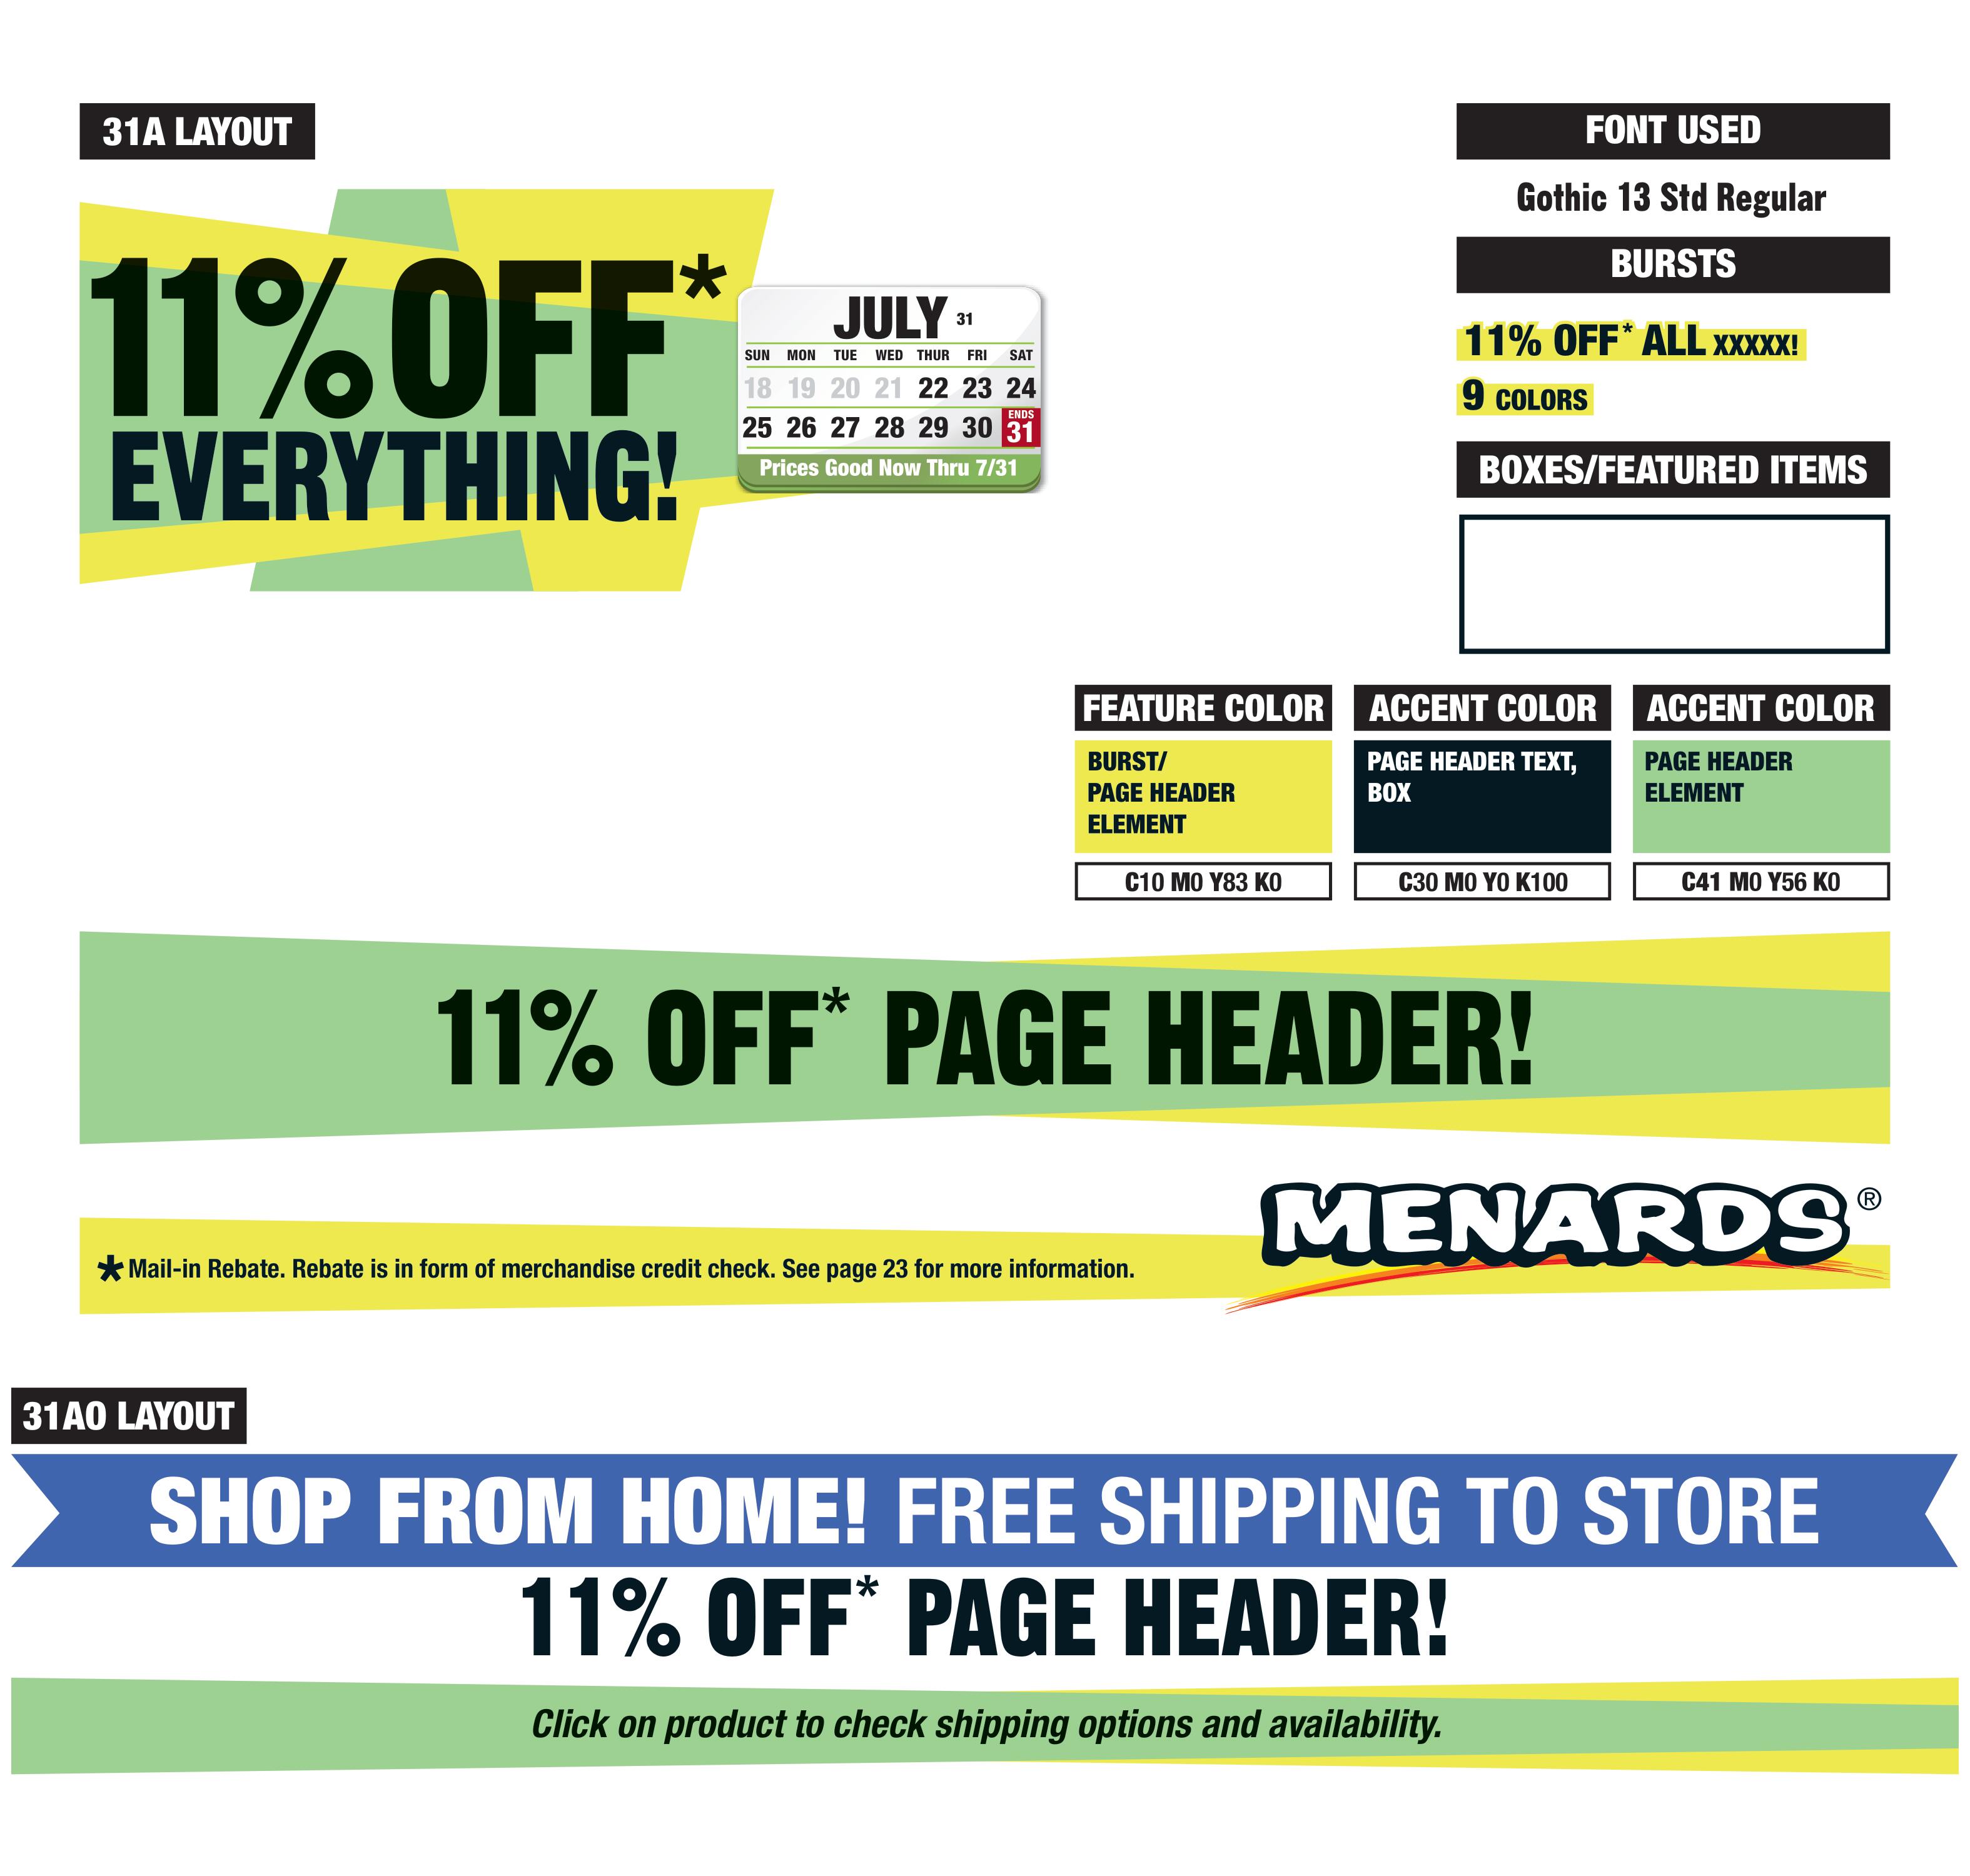 31A LAYOUT
11% OFF*
EVERYTHING!
JULY 31
SUN MON TUE WED THUR FRI SAT
18 19 20 21 22 23 24
25 26 27 28 29 30 ENDS 31
Prices Good Now Thru 7/31
FONT USED
Gothic 13 Std Regular
BURSTS
11% OFF* ALL XXXXX!
9 COLORS
BOXES/FEATURED ITEMS
FEATURE COLOR
BURST/
PAGE HEADER
ELEMENT
C10 M0 Y83 K0
ACCENT COLOR
PAGE HEADER TEXT,
BOX
C30 M0 Y0 K100
ACCENT COLOR
PAGE HEADER
ELEMENT
C41 M0 Y56 K0
11% OFF* PAGE HEADER!
*Mail-in Rebate. Rebate is in form of merchandise credit check. See page 23 for more information.
MENARDS®
31AO LAYOUT
SHOP FROM HOME! FREE SHIPPING TO STORE
11% OFF* PAGE HEADER!
Click on product to check shipping options and availability.